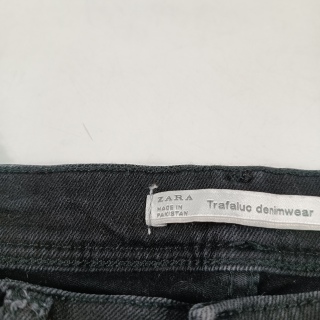 ZARA
MADE IN
PAKISTAN
Trafaluc denimwear